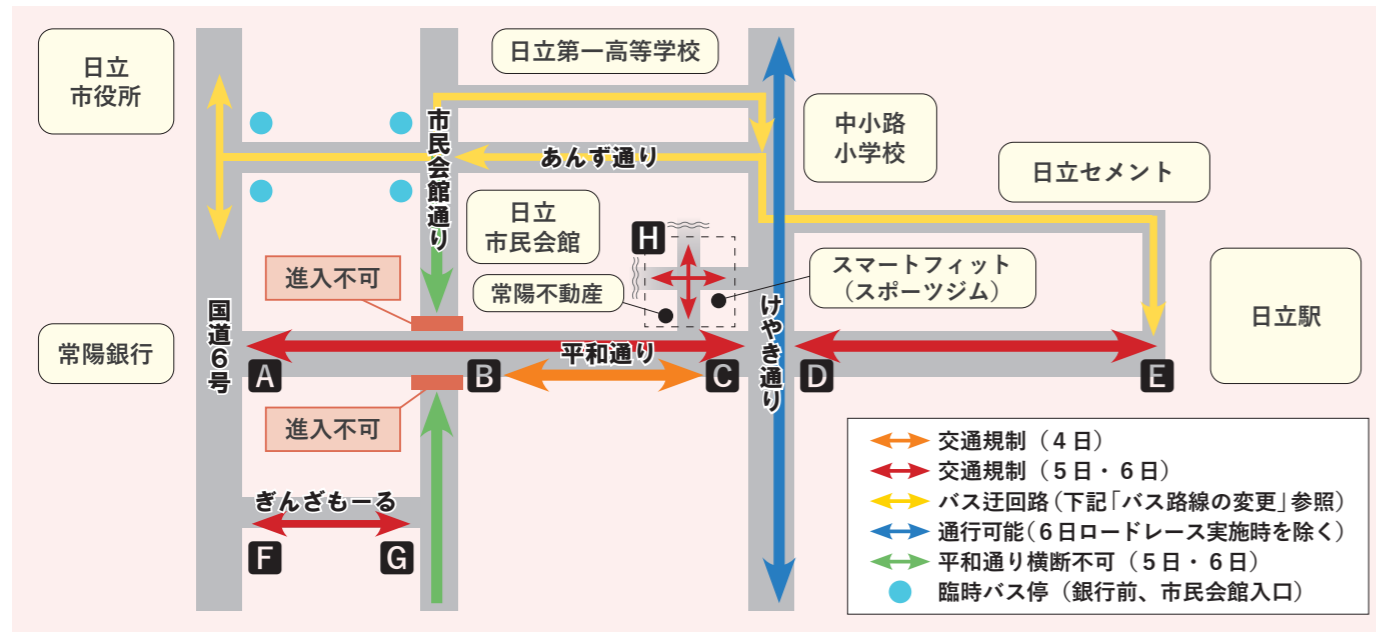 日立
市役所
日立第一高等学校
中小路
小学校
日立セメント
市民会館通り
あんず通り
日立
市民会館
H
常陽不動産
スマートフィット
（スポーツジム）
進入不可
国道6号
常陽銀行
平和通り
けやき通り
日立駅
A
B
C
D
E
進入不可
ぎんざもーる
F
G
交通規制（4日）
交通規制（5日・6日）
バス迂回路（下記「バス路線の変更」参照）
通行可能（6日ロードレース実施時を除く）
平和通り横断不可（5日・6日）
臨時バス停（銀行前、市民会館入口）